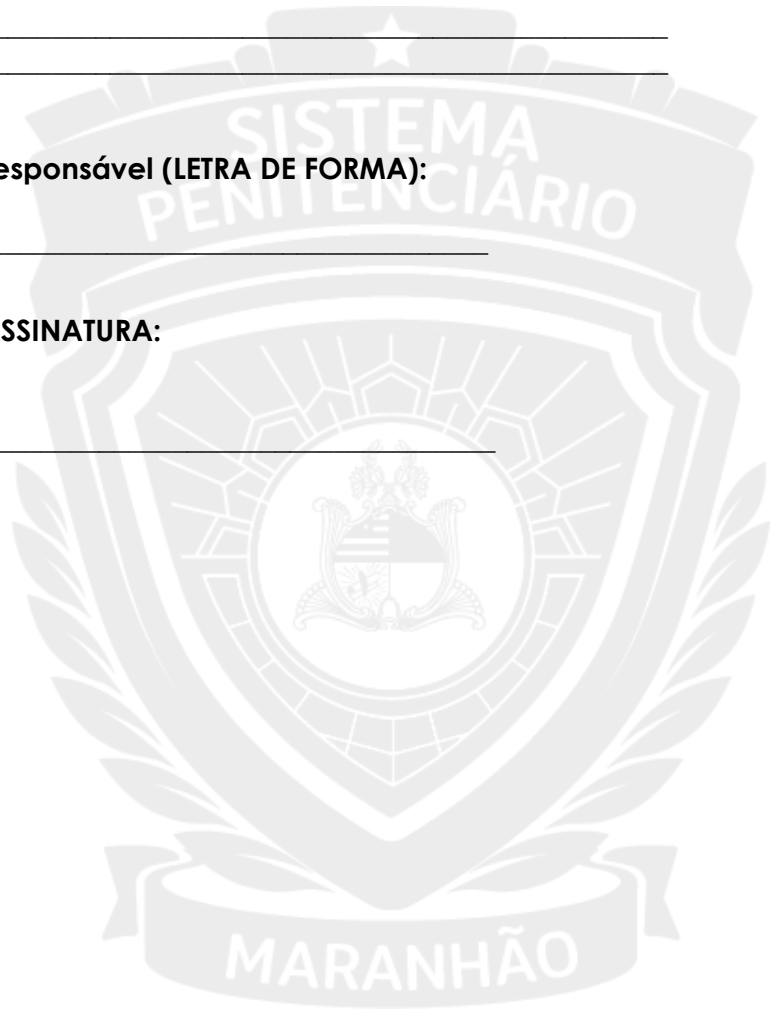 SISTEMA
PENITENCIÁRIO
esponsável (LETRA DE FORMA):
SSINATURA:
MARANHÃO